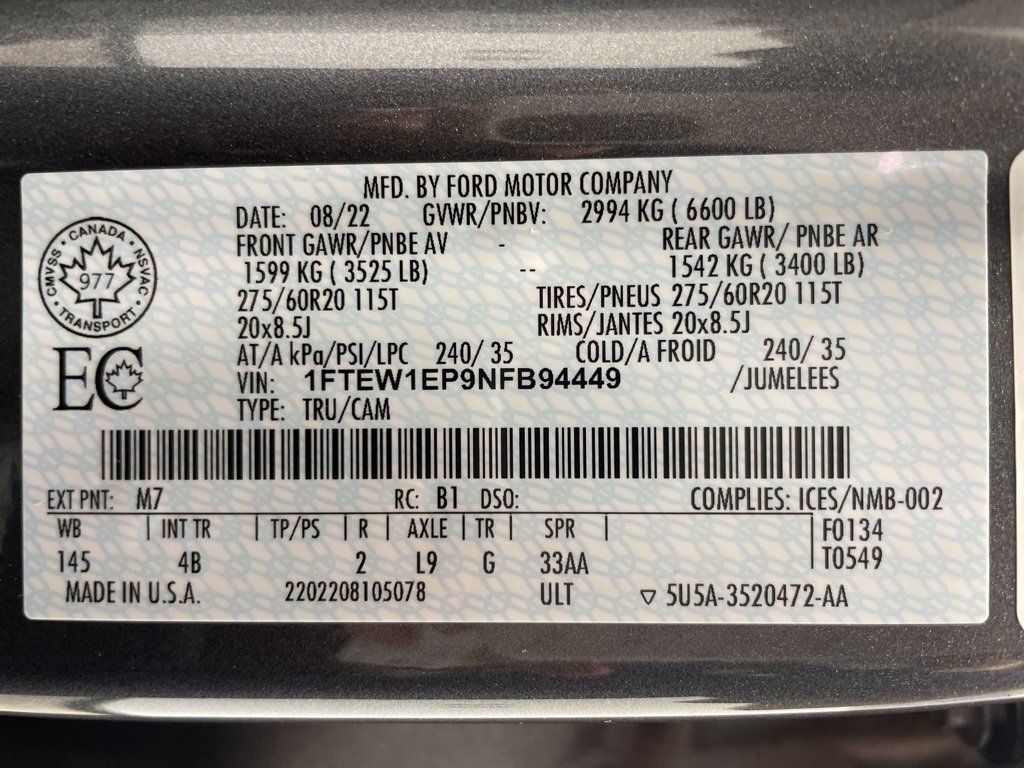 MFD. BY FORD MOTOR COMPANY
DATE: 08/22 GVWR/PNBV: 2994 KG ( 6600 LB)
FRONT GAWR/PNBE AV - REAR GAWR/ PNBE AR
1599 KG ( 3525 LB) -- 1542 KG ( 3400 LB)
275/60R20 115T TIRES/PNEUS 275/60R20 115T
20x8.5J RIMS/JANTES 20x8.5J
AT/A kPa/PSI/LPC 240/ 35 COLD/A FROID 240/ 35
VIN: 1FTEW1EP9NFB94449 /JUMELEES
TYPE: TRU/CAM
CANADA
CMVSS 977 NSVAC
TRANSPORT
EC
EXT PNT: M7 RC: B1 DSO: COMPLIES: ICES/NMB-002
WB | INT TR | TP/PS | R | AXLE | TR | SPR | F0134
145 4B 2 L9 G 33AA T0549
MADE IN U.S.A. 2202208105078 ULT ▽ 5U5A-3520472-AA